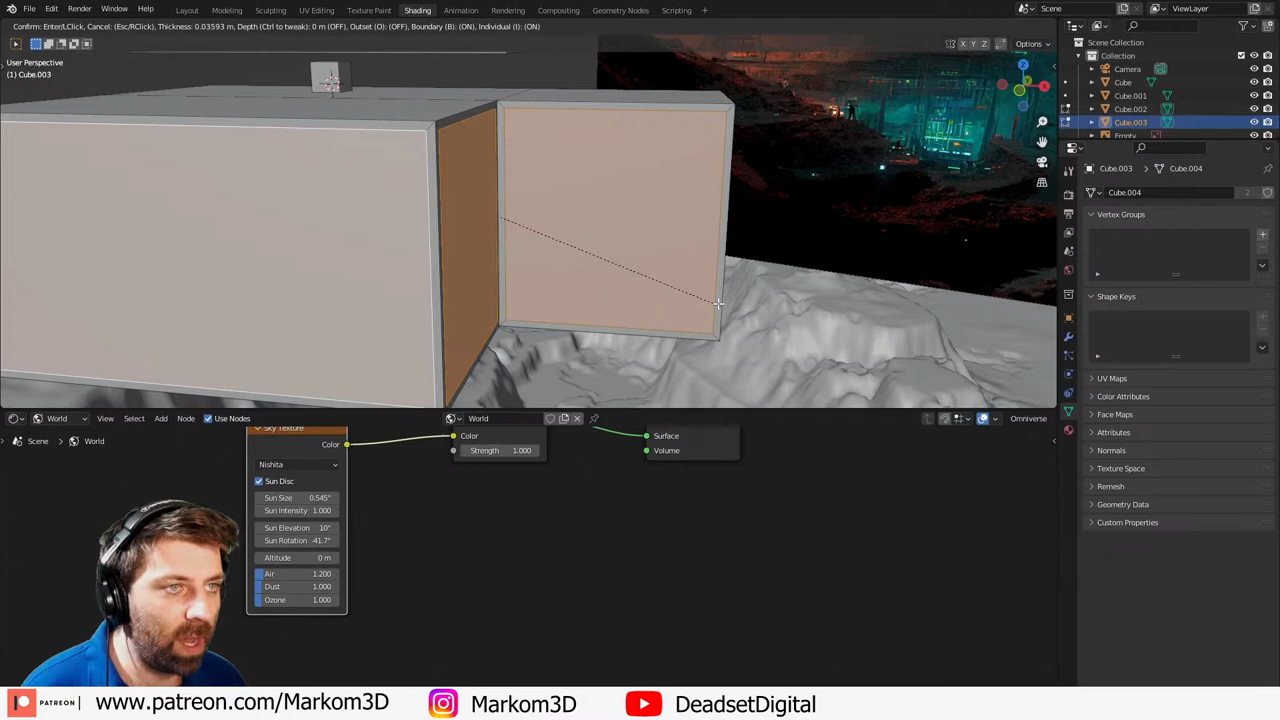 File Edit Render Window Help Layout Modeling Sculpting UV Editing Texture Paint Shading Animation Rendering Compositing Geometry Nodes Scripting Scene ViewLayer
Confirm: Enter/LClick, Cancel: (Esc/RClick), Thickness: 0.03593 m, Depth (Ctrl to tweak): 0 m (OFF), Outset (O): (OFF), Boundary (B): (ON), Individual (I): (ON)
X Y Z Options
User Perspective
(1) Cube.003
Scene Collection
Collection
Camera
Cube
Cube.001
Cube.002
Cube.003
Empty
Cube.003 Cube.004
Cube.004 2
Vertex Groups
Shape Keys
UV Maps
Color Attributes
Face Maps
Attributes
Normals
Texture Space
Remesh
Geometry Data
Custom Properties
World View Select Add Node Use Nodes World Omniverse
Scene World
Sky Texture
Color
Nishita
Sun Disc
Sun Size 0.545°
Sun Intensity 1.000
Sun Elevation 10°
Sun Rotation -41.7°
Altitude 0 m
Air 1.200
Dust 1.000
Ozone 1.000
Color
Strength 1.000
Surface
Volume
PATREON www.patreon.com/Markom3D Markom3D DeadsetDigital